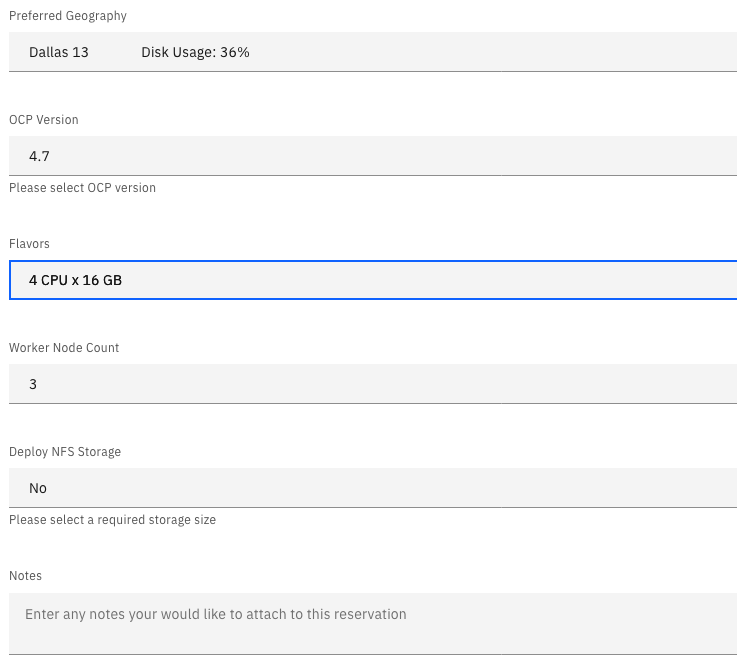 Preferred Geography
Dallas 13 Disk Usage: 36%
OCP Version
4.7
Please select OCP version
Flavors
4 CPU x 16 GB
Worker Node Count
3
Deploy NFS Storage
No
Please select a required storage size
Notes
Enter any notes your would like to attach to this reservation